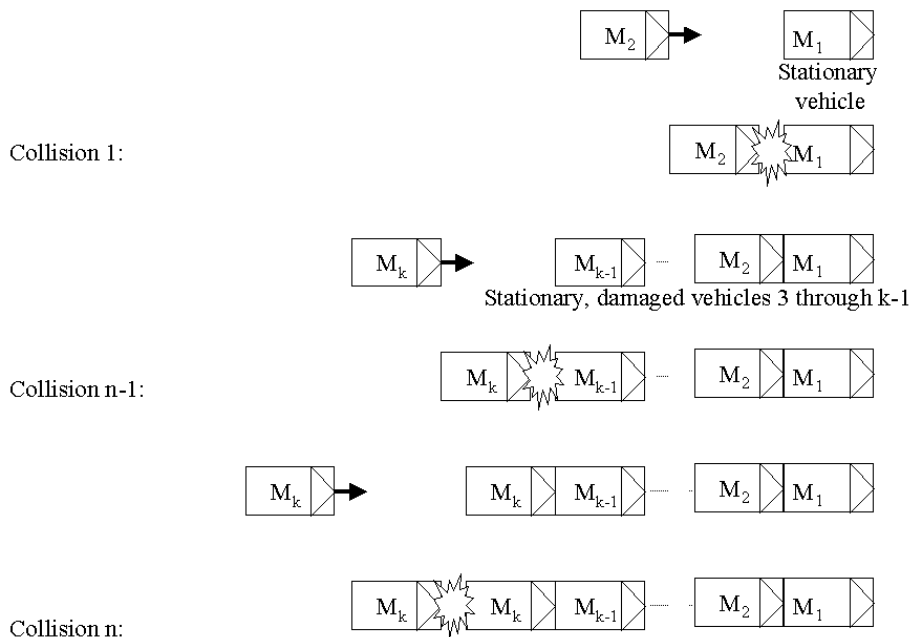 M2 M1
Stationary
vehicle
Collision 1: M2 M1
Mk Mk-1 M2 M1
Stationary, damaged vehicles 3 through k-1
Collision n-1: Mk Mk-1 M2 M1
Mk Mk Mk-1 M2 M1
Collision n: Mk Mk Mk-1 M2 M1